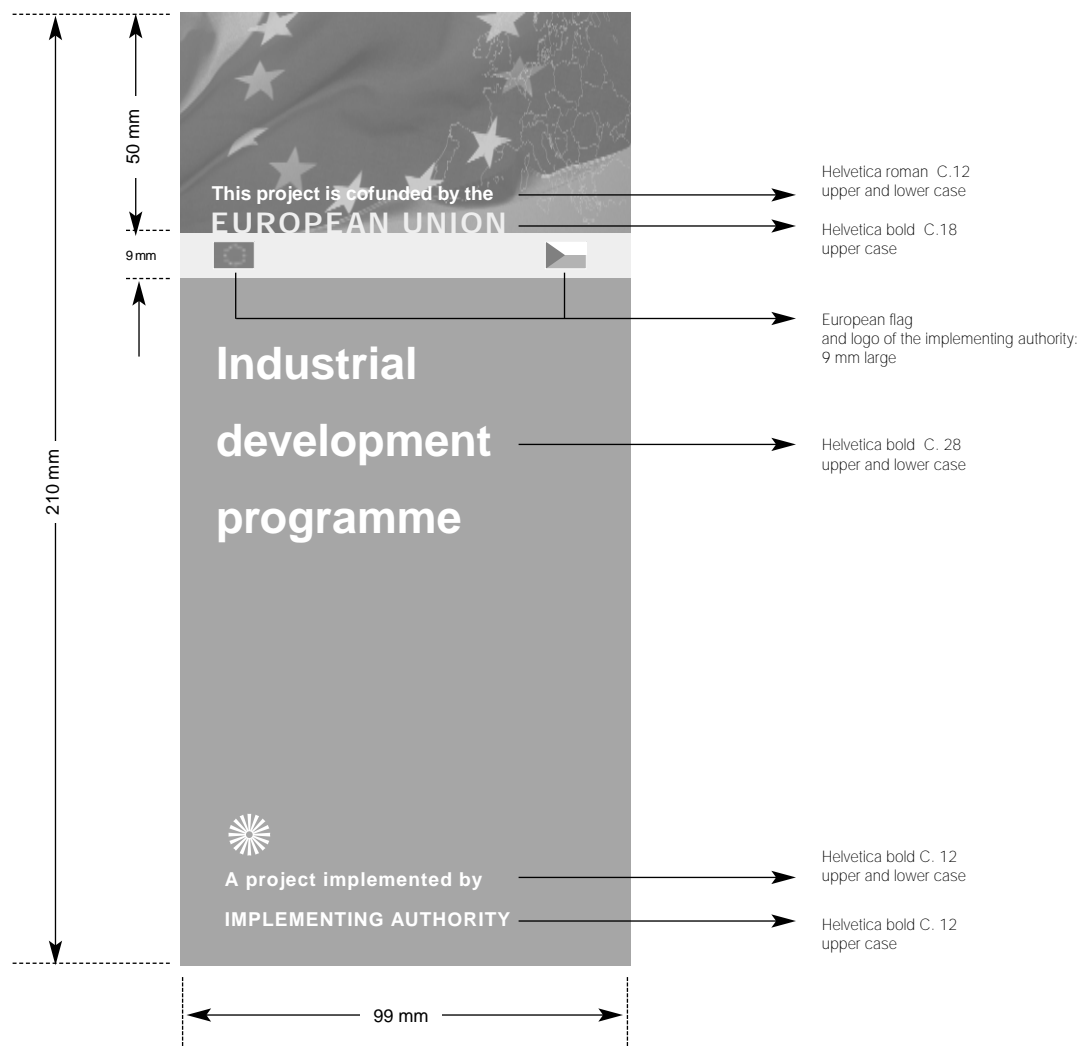 50 mm
9 mm
210 mm
99 mm
This project is cofunded by the
EUROPEAN UNION
Industrial
development
programme
A project implemented by
IMPLEMENTING AUTHORITY
Helvetica roman C.12
upper and lower case
Helvetica bold C.18
upper case
European flag
and logo of the implementing authority:
9 mm large
Helvetica bold C. 28
upper and lower case
Helvetica bold C. 12
upper and lower case
Helvetica bold C. 12
upper case